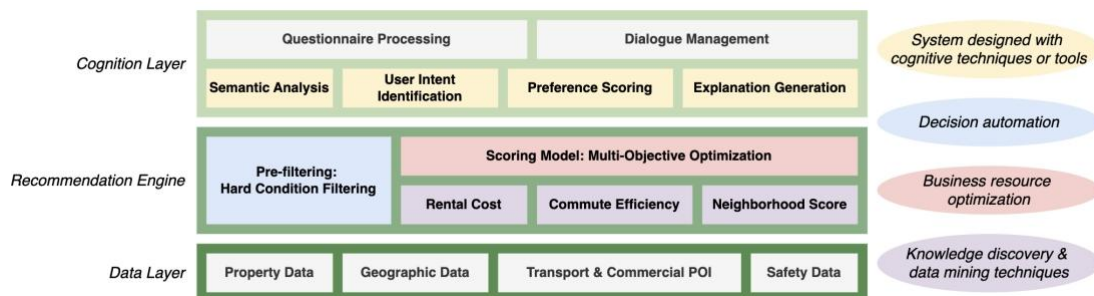 Cognition Layer
Questionnaire Processing
Dialogue Management
Semantic Analysis
User Intent
Identification
Preference Scoring
Explanation Generation
Recommendation Engine
Pre-filtering:
Hard Condition Filtering
Scoring Model: Multi-Objective Optimization
Rental Cost
Commute Efficiency
Neighborhood Score
Data Layer
Property Data
Geographic Data
Transport & Commercial POI
Safety Data
System designed with
cognitive techniques or tools
Decision automation
Business resource
optimization
Knowledge discovery &
data mining techniques